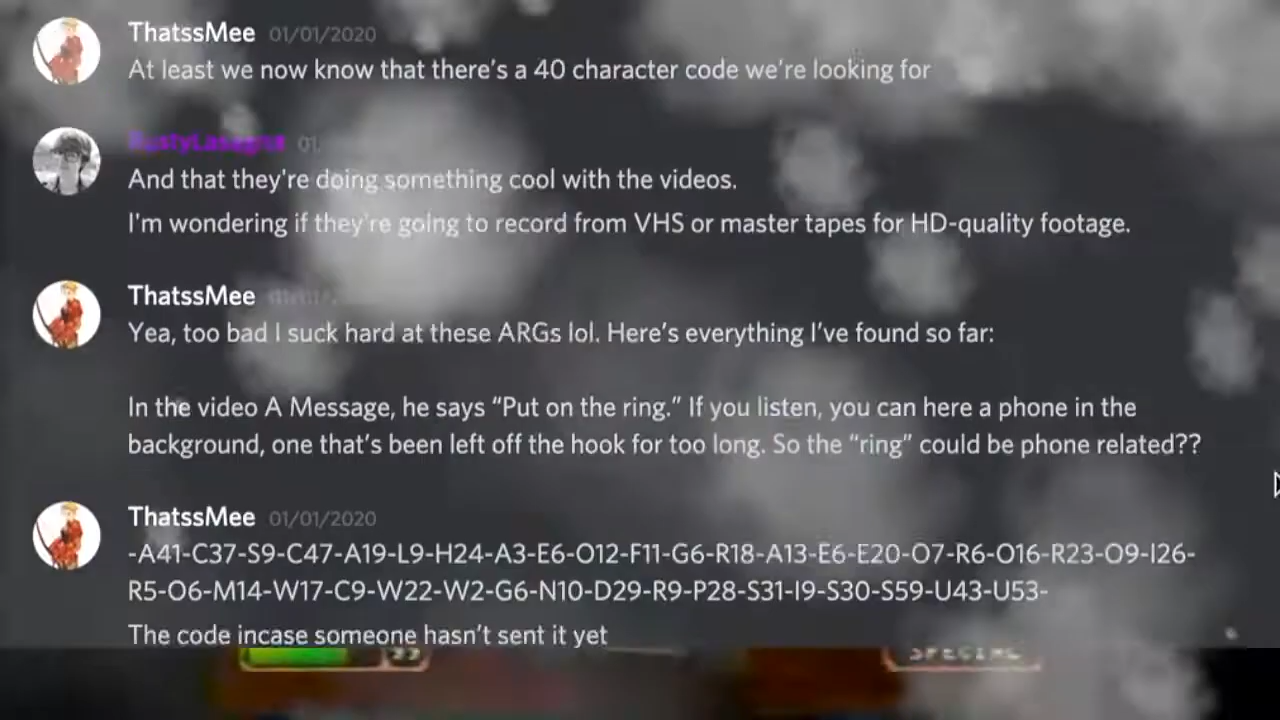 ThatssMee 01/01/2020
At least we now know that there's a 40 character code we're looking for
RustyLasagna 01.
And that they're doing something cool with the videos.
I'm wondering if they're going to record from VHS or master tapes for HD-quality footage.
ThatssMee
Yea, too bad I suck hard at these ARGs lol. Here's everything I've found so far:
In the video A Message, he says “Put on the ring.” If you listen, you can here a phone in the
background, one that's been left off the hook for too long. So the “ring” could be phone related??
ThatssMee 01/01/2020
-A41-C37-S9-C47-A19-L9-H24-A3-E6-O12-F11-G6-R18-A13-E6-E20-O7-R6-O16-R23-O9-I26-
R5-O6-M14-W17-C9-W22-W2-G6-N10-D29-R9-P28-S31-I9-S30-S59-U43-U53-
The code incase someone hasn't sent it yet
SPECIAL